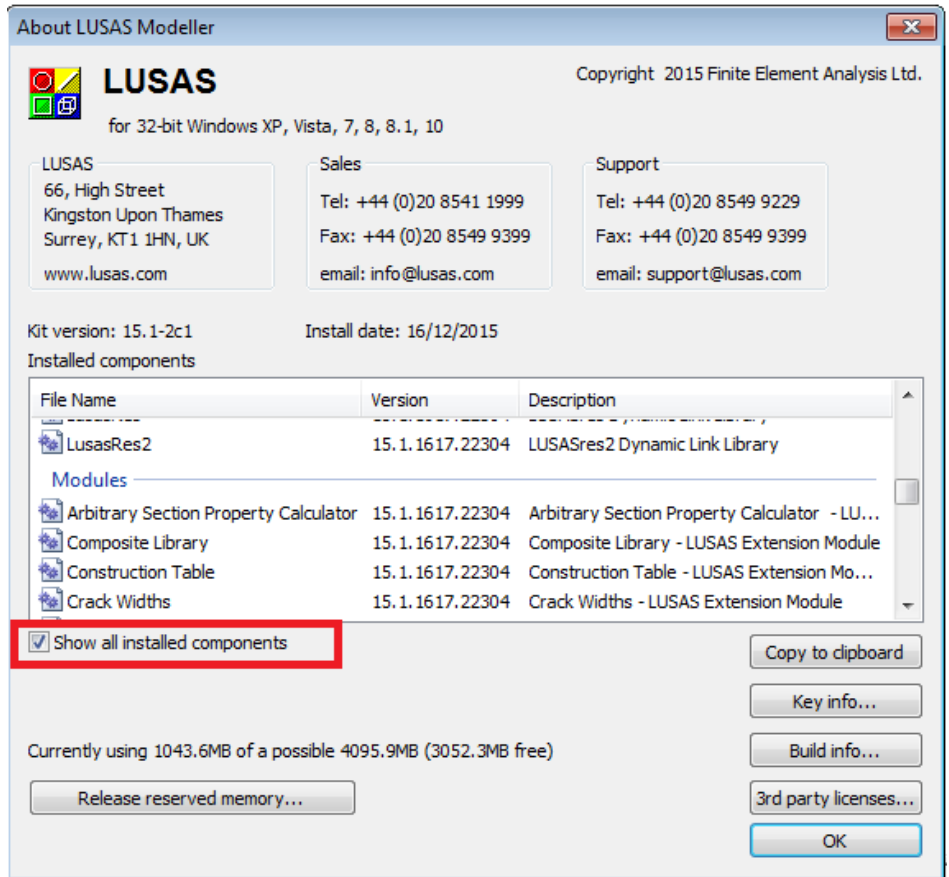 About LUSAS Modeller
LUSAS
Copyright 2015 Finite Element Analysis Ltd.
for 32-bit Windows XP, Vista, 7, 8, 8.1, 10
LUSAS
66, High Street
Kingston Upon Thames
Surrey, KT1 1HN, UK
www.lusas.com
Sales
Tel: +44 (0)20 8541 1999
Fax: +44 (0)20 8549 9399
email: info@lusas.com
Support
Tel: +44 (0)20 8549 9229
Fax: +44 (0)20 8549 9399
email: support@lusas.com
Kit version: 15.1-2c1 Install date: 16/12/2015
Installed components
File Name Version Description
LusasRes2 15.1.1617.22304 LUSASres2 Dynamic Link Library
Modules
Arbitrary Section Property Calculator 15.1.1617.22304 Arbitrary Section Property Calculator - LU...
Composite Library 15.1.1617.22304 Composite Library - LUSAS Extension Module
Construction Table 15.1.1617.22304 Construction Table - LUSAS Extension Mo...
Crack Widths 15.1.1617.22304 Crack Widths - LUSAS Extension Module
Show all installed components
Copy to clipboard
Key info...
Currently using 1043.6MB of a possible 4095.9MB (3052.3MB free)
Build info...
Release reserved memory...
3rd party licenses...
OK